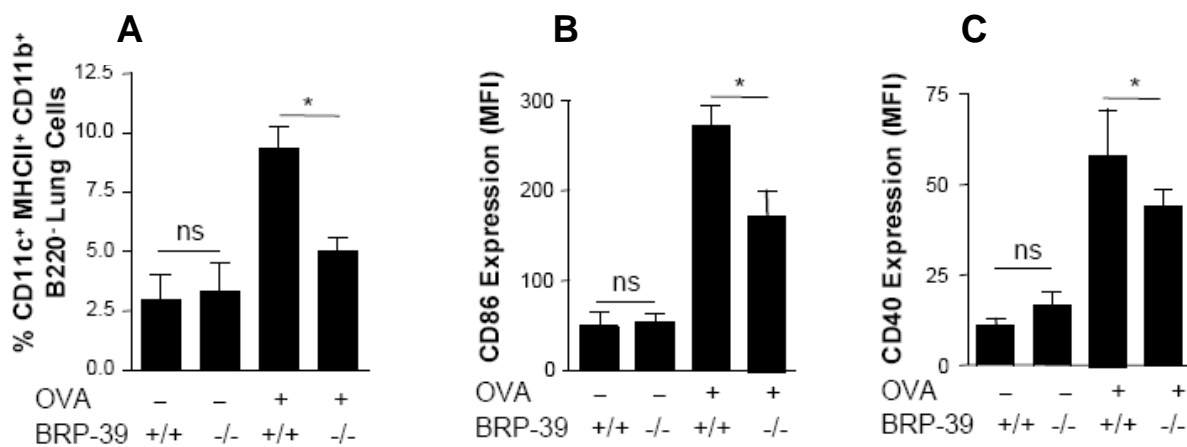 A
% CD11c+ MHCII+ CD11b+
B220- Lung Cells
12.5
10.0
7.5
5.0
2.5
0.0
ns
*
OVA
– – + +
BRP-39
+/+ -/- +/+ -/-
B
CD86 Expression (MFI)
300
200
100
0
ns
*
OVA
– – + +
BRP-39
+/+ -/- +/+ -/-
C
CD40 Expression (MFI)
75
50
25
0
ns
*
OVA
– – + +
BRP-39
+/+ -/- +/+ -/-